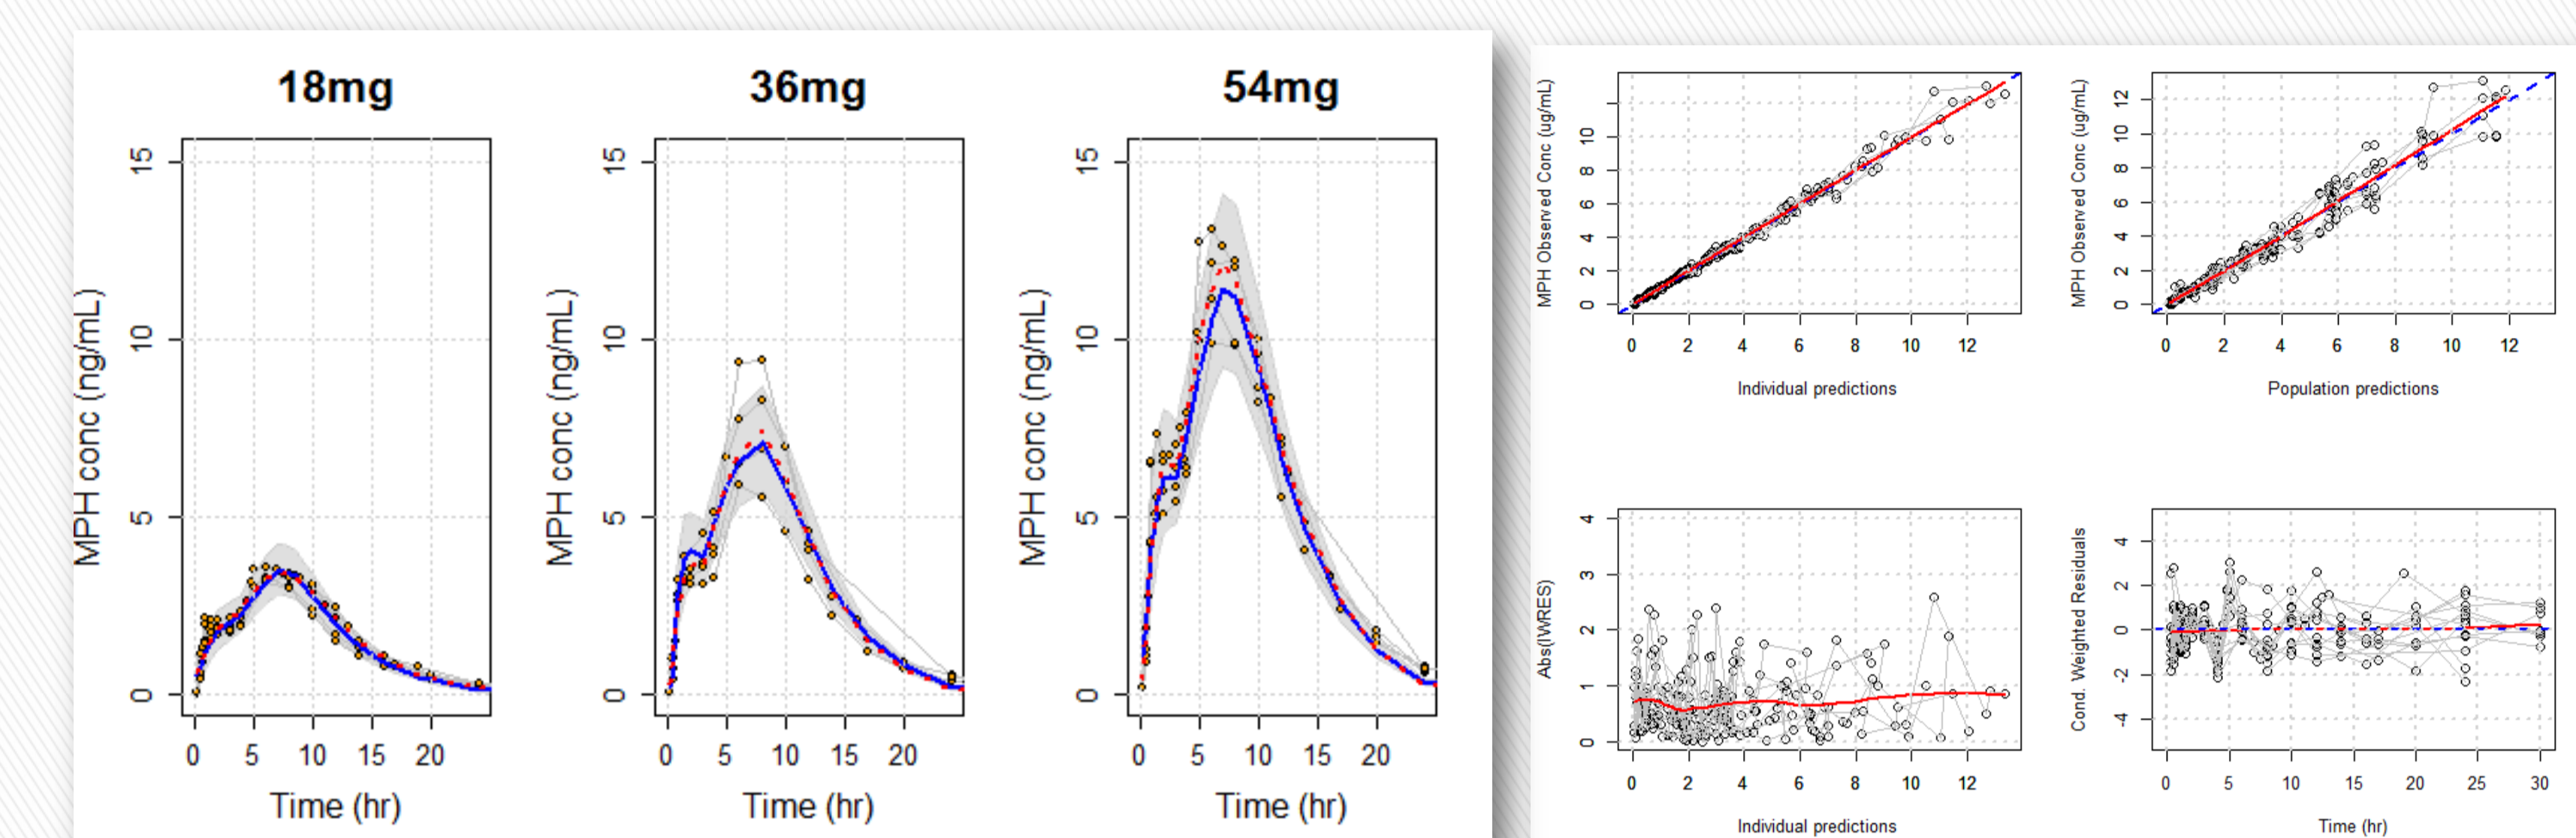 18mg
36mg
54mg
MPH conc (ng/mL)
15
10
5
0
0 5 10 15 20
Time (hr)
MPH conc (ng/mL)
15
10
5
0
0 5 10 15 20
Time (hr)
MPH conc (ng/mL)
15
10
5
0
0 5 10 15 20
Time (hr)
MPH Observed Conc (ug/mL)
10
8
6
4
2
0
0 2 4 6 8 10 12
Individual predictions
MPH Observed Conc (ug/mL)
12
10
8
6
4
2
0
0 2 4 6 8 10 12
Population predictions
Abs(IWRES)
4
3
2
1
0
0 2 4 6 8 10 12
Individual predictions
Cond. Weighted Residuals
4
2
0
-2
-4
0 5 10 15 20 25 30
Time (hr)